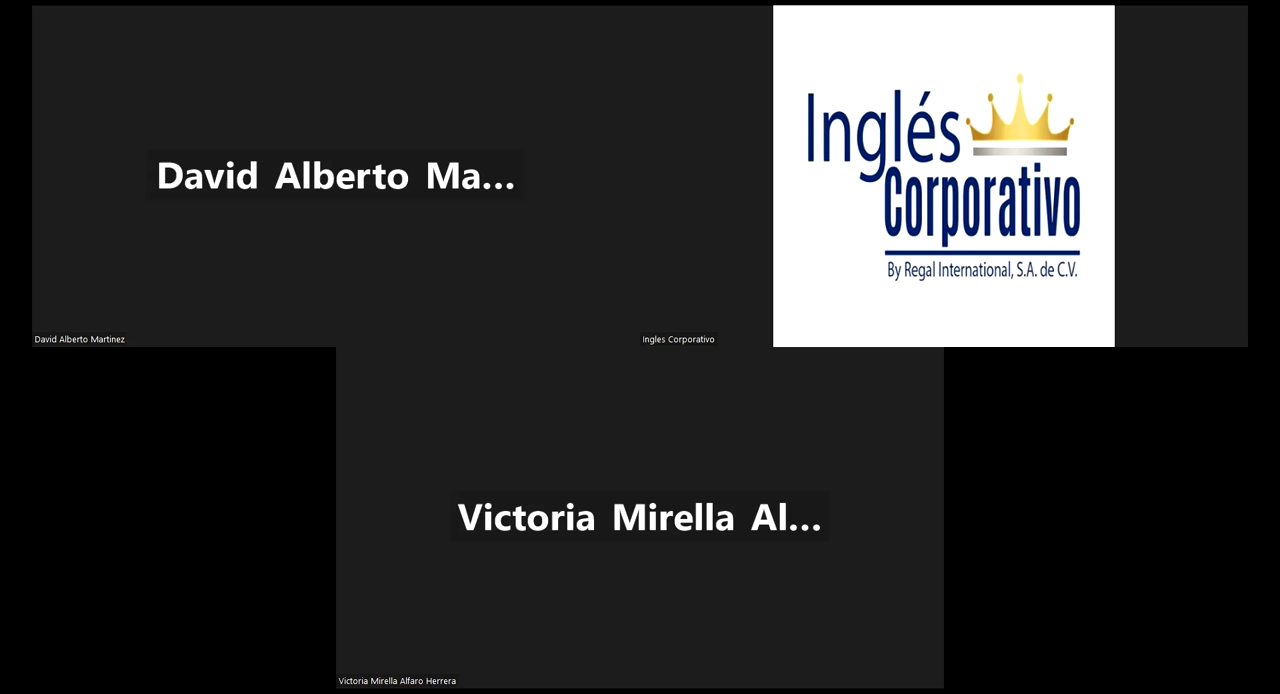 David Alberto Ma...
David Alberto Martinez
Inglés
Corporativo
By Regal International, S.A. de C.V.
Ingles Corporativo
Victoria Mirella Al...
Victoria Mirella Alfaro Herrera